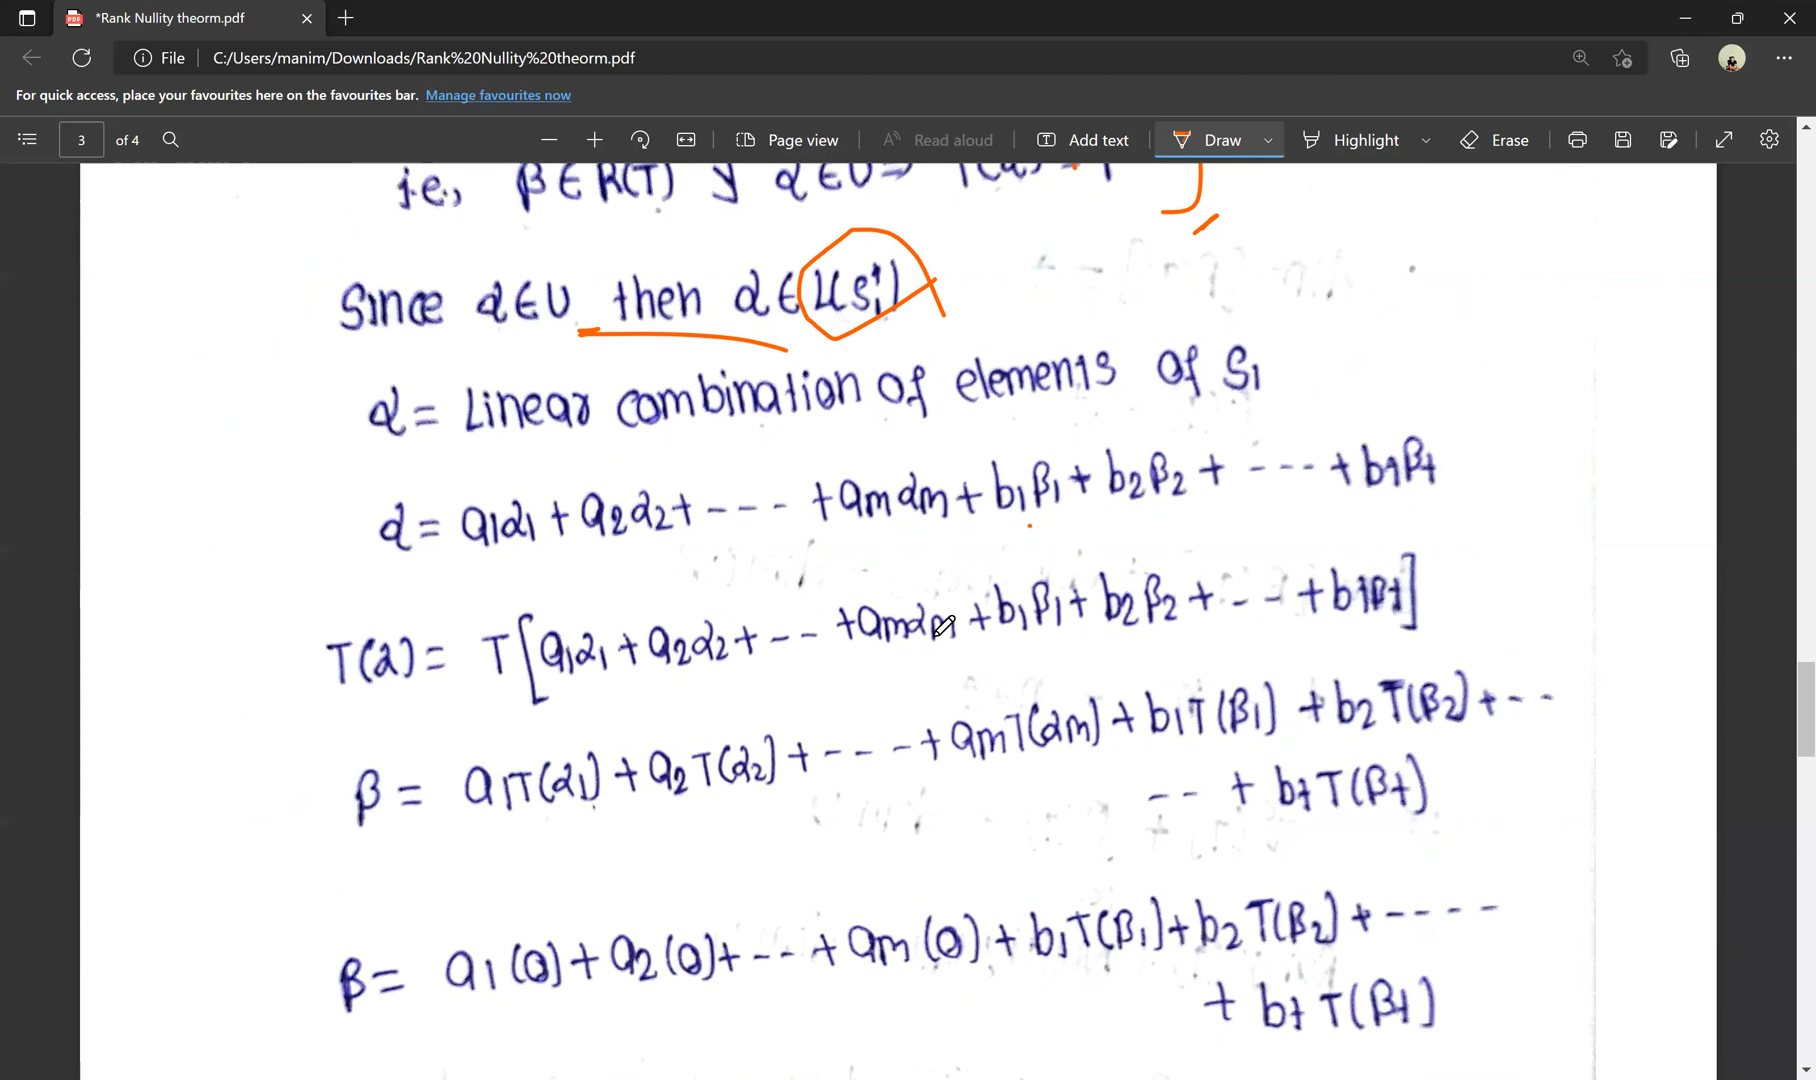 *Rank Nullity theorm.pdf
File C:/Users/manim/Downloads/Rank%20Nullity%20theorm.pdf
For quick access, place your favourites here on the favourites bar. Manage favourites now
3 of 4 Page view Read aloud Add text Draw Highlight Erase
i.e., β∈R(T) ∃ α∈U ⇒ T(α) =
Since α∈U then α∈L(S1)
α = Linear combination of elements of S1
α = a1α1 + a2α2 + ---- + amαm + b1β1 + b2β2 + ---- + btβt
T(α) = T[a1α1 + a2α2 + -- + amαm + b1β1 + b2β2 + -- + btβt]
β = a1T(α1) + a2T(α2) + ---- + amT(αm) + b1T(β1) + b2T(β2) + --
-- + btT(βt)
β = a1(0) + a2(0) + -- + am(0) + b1T(β1) + b2T(β2) + ----
+ btT(βt)